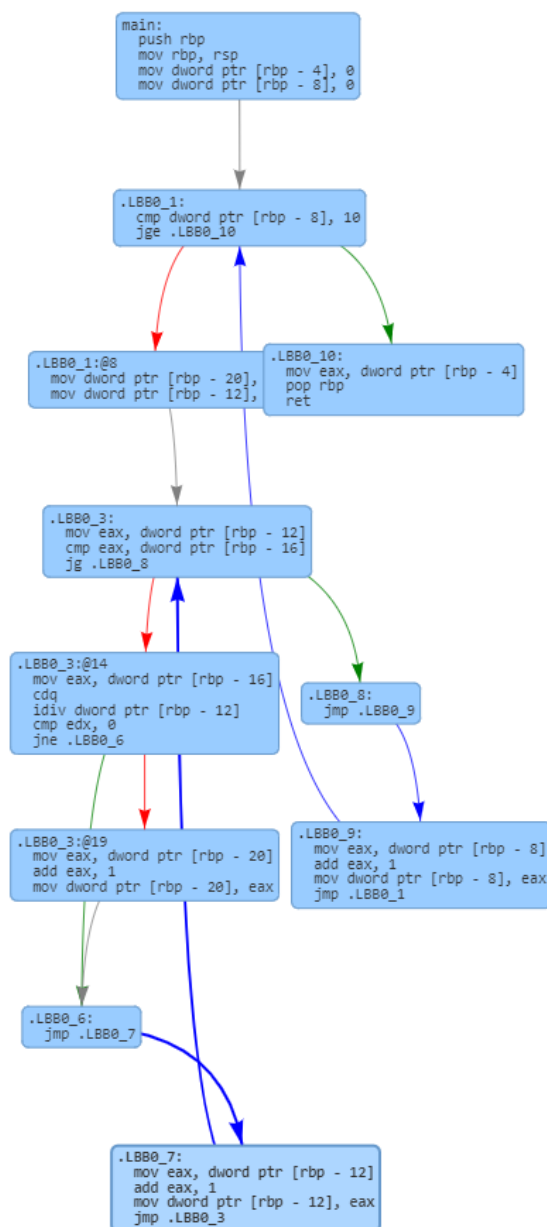 main:
push rbp
mov rbp, rsp
mov dword ptr [rbp - 4], 0
mov dword ptr [rbp - 8], 0
.LBB0_1:
cmp dword ptr [rbp - 8], 10
jge .LBB0_10
.LBB0_1:@8
mov dword ptr [rbp - 20],
mov dword ptr [rbp - 12],
.LBB0_10:
mov eax, dword ptr [rbp - 4]
pop rbp
ret
.LBB0_3:
mov eax, dword ptr [rbp - 12]
cmp eax, dword ptr [rbp - 16]
jg .LBB0_8
.LBB0_3:@14
mov eax, dword ptr [rbp - 16]
cdq
idiv dword ptr [rbp - 12]
cmp edx, 0
jne .LBB0_6
.LBB0_8:
jmp .LBB0_9
.LBB0_3:@19
mov eax, dword ptr [rbp - 20]
add eax, 1
mov dword ptr [rbp - 20], eax
.LBB0_9:
mov eax, dword ptr [rbp - 8]
add eax, 1
mov dword ptr [rbp - 8], eax
jmp .LBB0_1
.LBB0_6:
jmp .LBB0_7
.LBB0_7:
mov eax, dword ptr [rbp - 12]
add eax, 1
mov dword ptr [rbp - 12], eax
jmp .LBB0_3